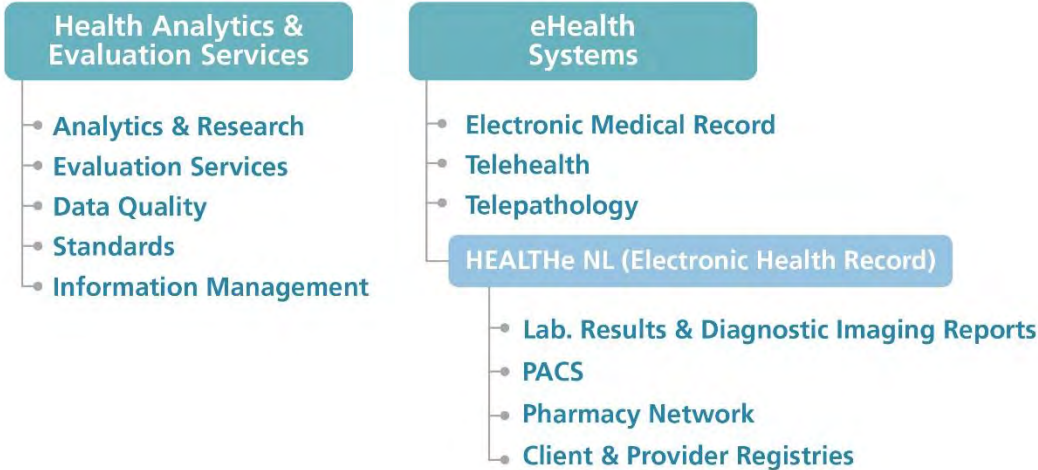 Health Analytics &
Evaluation Services
Analytics & Research
Evaluation Services
Data Quality
Standards
Information Management
eHealth
Systems
Electronic Medical Record
Telehealth
Telepathology
HEALTHe NL (Electronic Health Record)
Lab. Results & Diagnostic Imaging Reports
PACS
Pharmacy Network
Client & Provider Registries